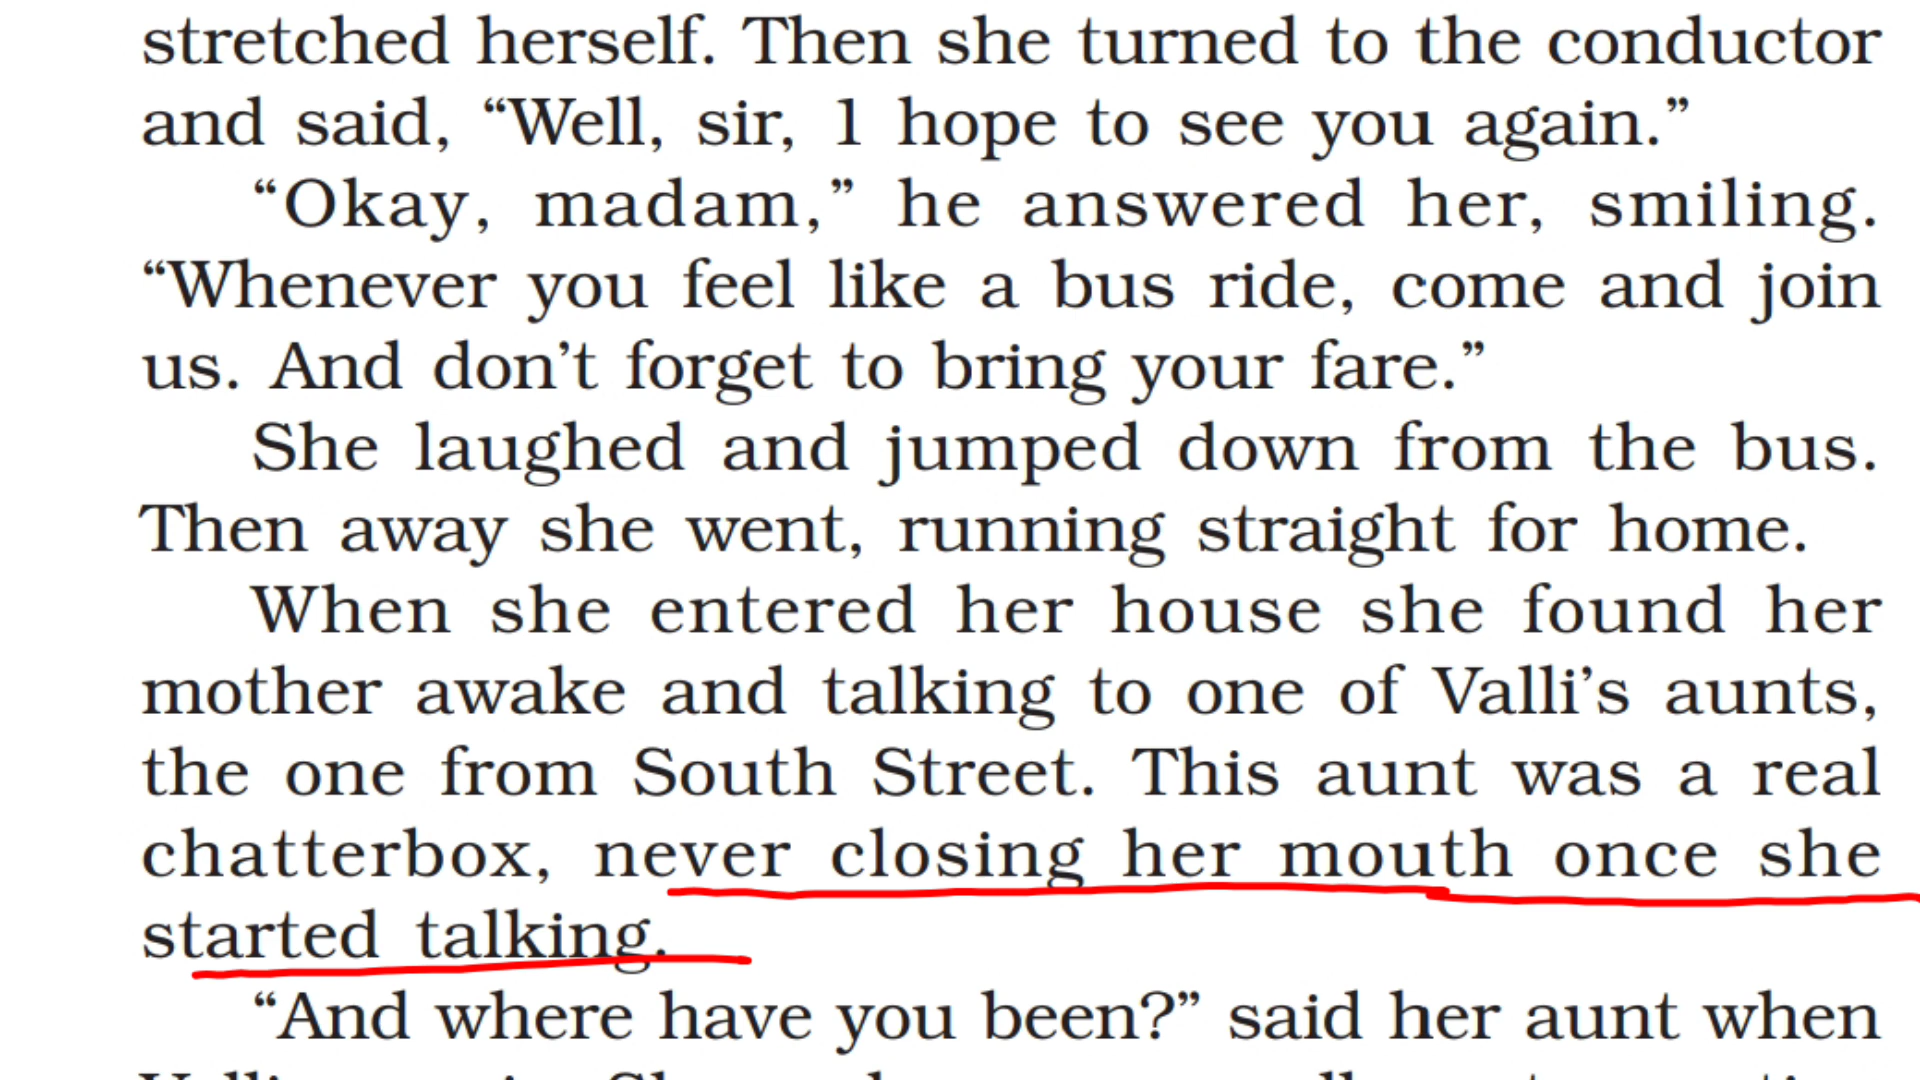 stretched herself. Then she turned to the conductor
and said, “Well, sir, 1 hope to see you again.”
“Okay, madam,” he answered her, smiling.
“Whenever you feel like a bus ride, come and join
us. And don’t forget to bring your fare.”
She laughed and jumped down from the bus.
Then away she went, running straight for home.
When she entered her house she found her
mother awake and talking to one of Valli’s aunts,
the one from South Street. This aunt was a real
chatterbox, never closing her mouth once she
started talking.
“And where have you been?” said her aunt when